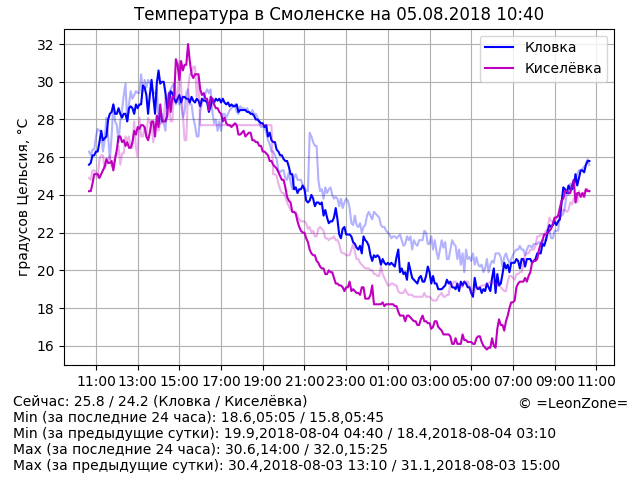 Температура в Смоленске на 05.08.2018 10:40
Кловка
Киселёвка
градусов Цельсия, °C
32
30
28
26
24
22
20
18
16
11:00 13:00 15:00 17:00 19:00 21:00 23:00 01:00 03:00 05:00 07:00 09:00 11:00
Сейчас: 25.8 / 24.2 (Кловка / Киселёвка)
© =LeonZone=
Min (за последние 24 часа): 18.6,05:05 / 15.8,05:45
Min (за предыдущие сутки): 19.9,2018-08-04 04:40 / 18.4,2018-08-04 03:10
Max (за последние 24 часа): 30.6,14:00 / 32.0,15:25
Max (за предыдущие сутки): 30.4,2018-08-03 13:10 / 31.1,2018-08-03 15:00